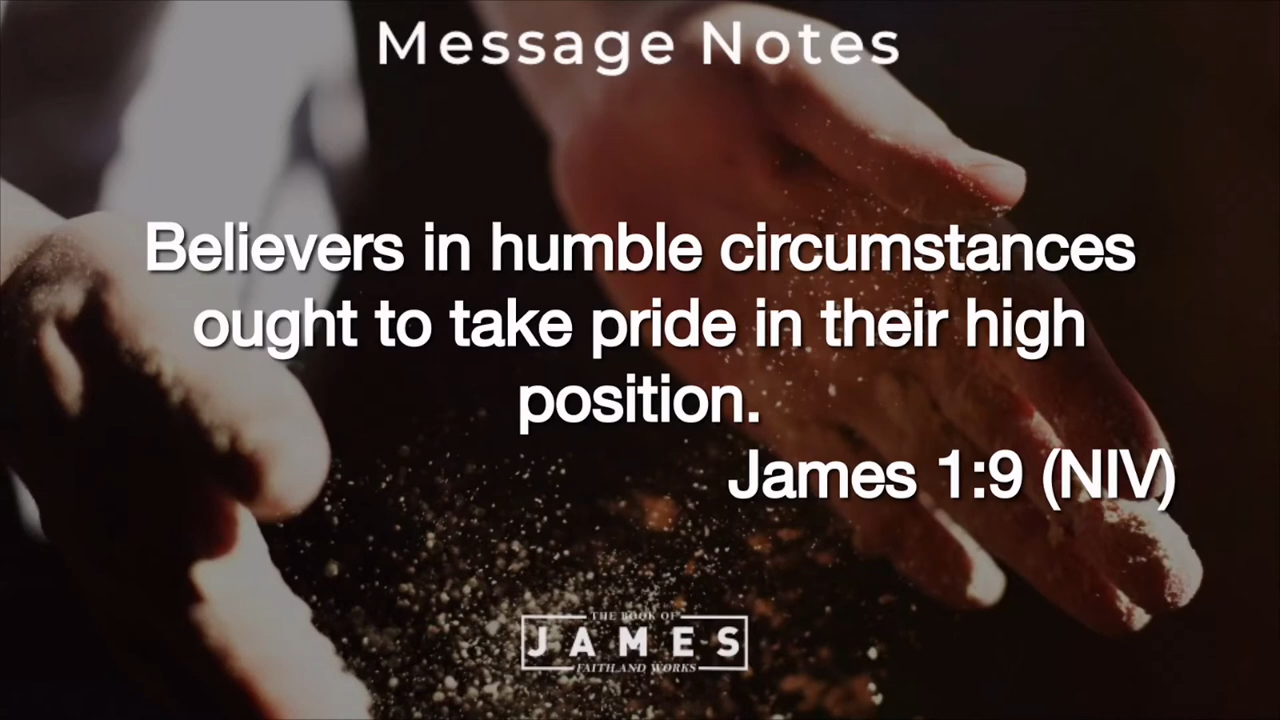 Message Notes
Believers in humble circumstances
ought to take pride in their high
position.
James 1:9 (NIV)
THE BOOK OF
JAMES
FAITH AND WORKS